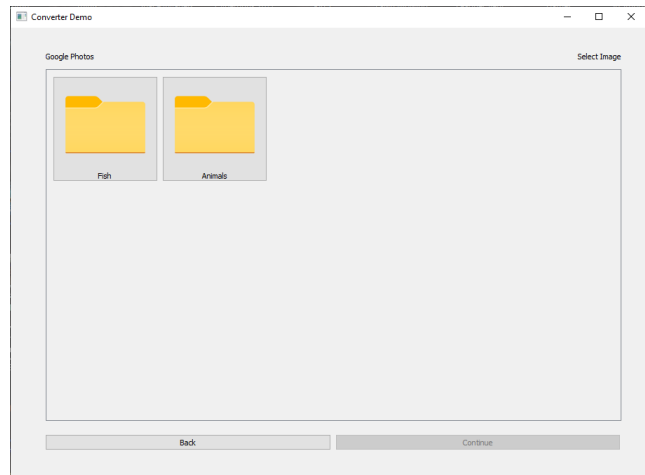 Converter Demo
Google Photos
Select Image
Fish
Animals
Back
Continue